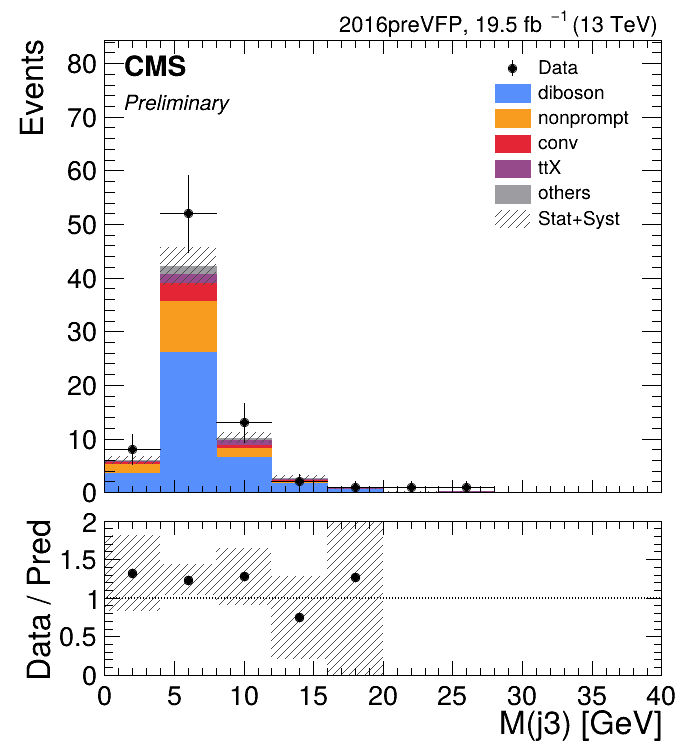 2016preVFP, 19.5 fb⁻¹ (13 TeV)
Events
80
70
60
50
40
30
20
10
0
CMS
Preliminary
Data
diboson
nonprompt
conv
ttX
others
Stat+Syst
Data / Pred
2
1.5
1
0.5
0
0 5 10 15 20 25 30 35 40
M(j3) [GeV]